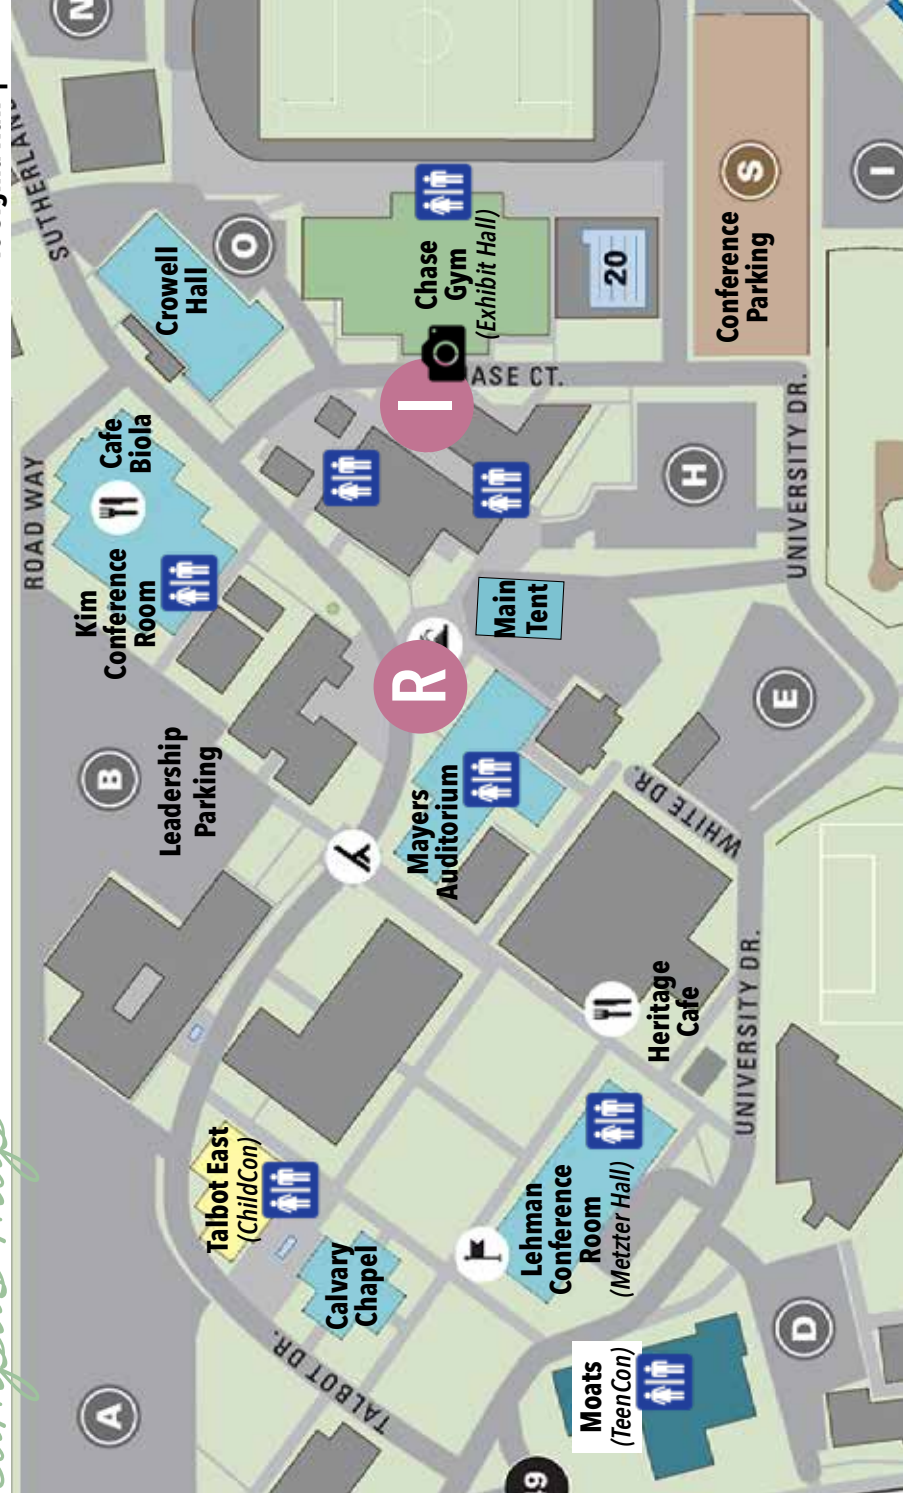 Campus Map
SUTHERLAND
N
Crowell
Hall
O
Chase
Gym
(Exhibit Hall)
20
S
Conference
Parking
I
ASE CT.
I
ROAD WAY
Cafe
Biola
Kim
Conference
Room
H
UNIVERSITY DR.
Main
Tent
R
B
Leadership
Parking
Mayers
Auditorium
E
WHITE DR.
Heritage
Cafe
UNIVERSITY DR.
Talbot East
(ChildCon)
Calvary
Chapel
Lehman
Conference
Room
(Metzter Hall)
TALBOT DR.
A
Moats
(TeenCon)
D